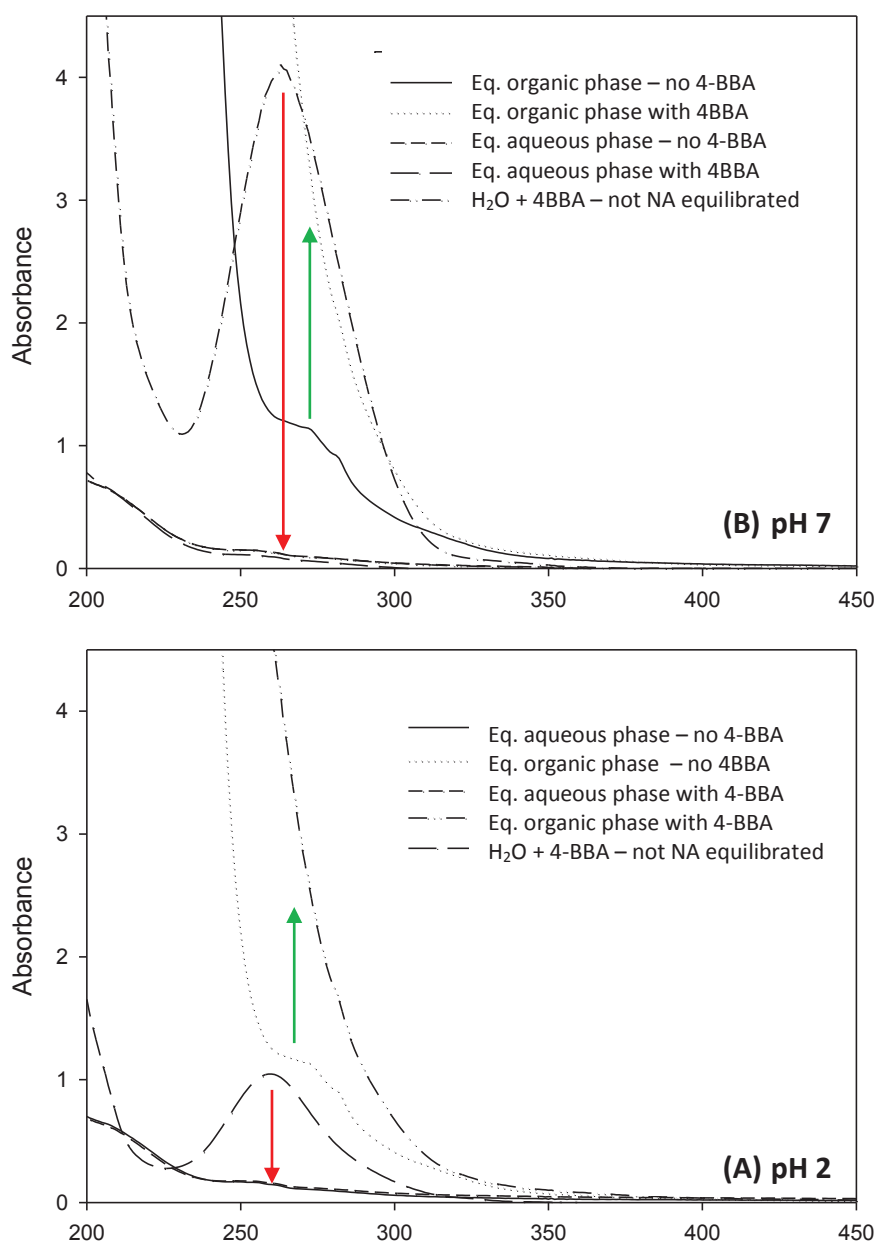 4
3
2
1
0
Absorbance
Eq. organic phase – no 4-BBA
Eq. organic phase with 4BBA
Eq. aqueous phase – no 4-BBA
Eq. aqueous phase with 4BBA
H₂O + 4BBA – not NA equilibrated
(B) pH 7
200 250 300 350 400 450
4
3
2
1
0
Absorbance
Eq. aqueous phase – no 4-BBA
Eq. organic phase – no 4BBA
Eq. aqueous phase with 4-BBA
Eq. organic phase with 4-BBA
H₂O + 4-BBA – not NA equilibrated
(A) pH 2
200 250 300 350 400 450